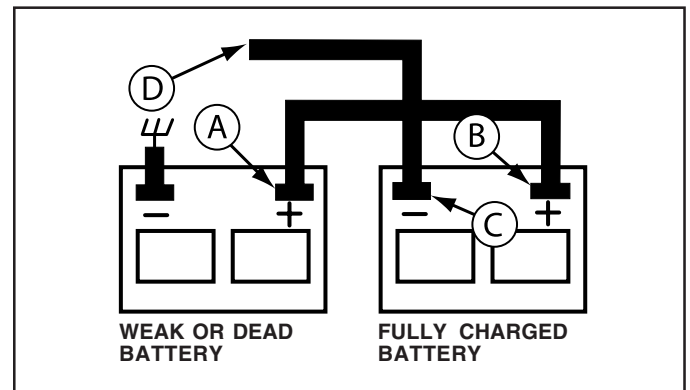 D
A
B
C
− + − +
WEAK OR DEAD
BATTERY
FULLY CHARGED
BATTERY